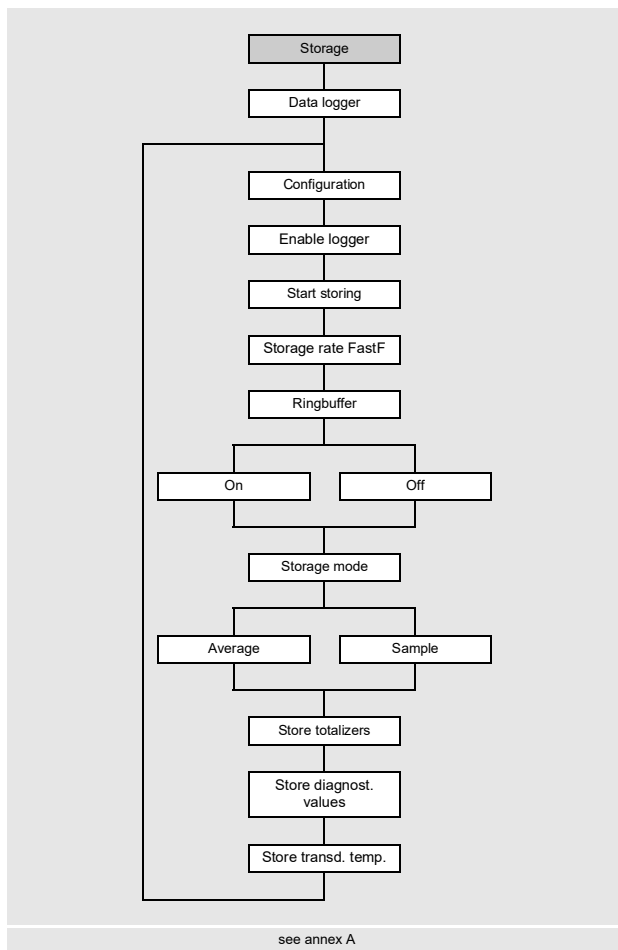 Storage
Data logger
Configuration
Enable logger
Start storing
Storage rate FastF
Ringbuffer
On
Off
Storage mode
Average
Sample
Store totalizers
Store diagnost.
values
Store transd. temp.
see annex A